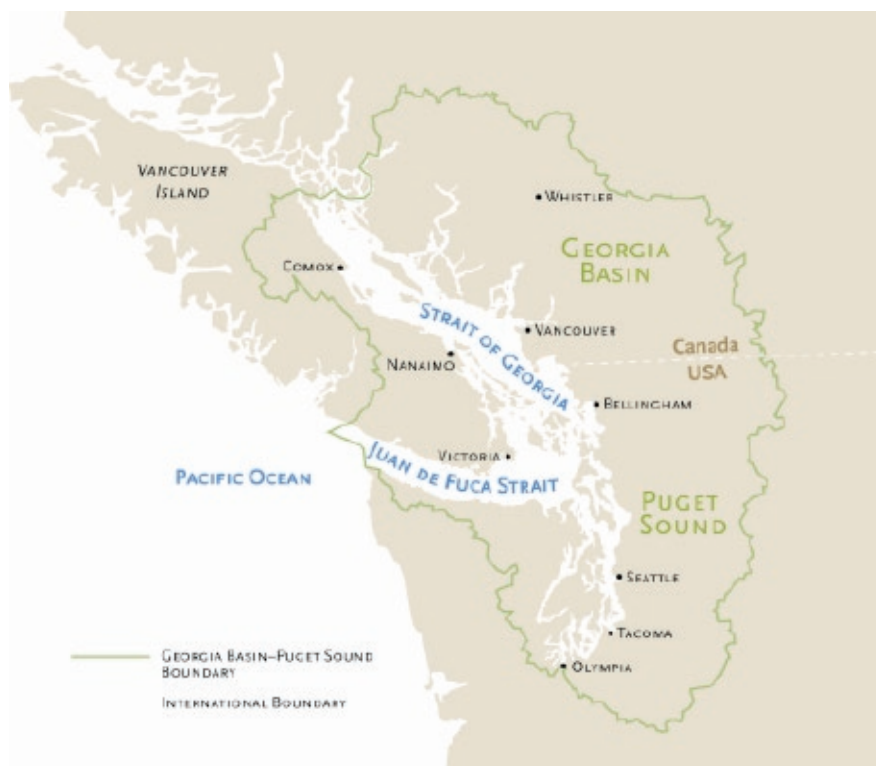 Vancouver
Island
Whistler
Georgia
Basin
Comox
Strait of Georgia
Vancouver
Canada
Nanaimo
USA
Bellingham
Victoria
Juan de Fuca Strait
Pacific Ocean
Puget
Sound
Seattle
Tacoma
Georgia Basin–Puget Sound
Boundary
Olympia
International Boundary